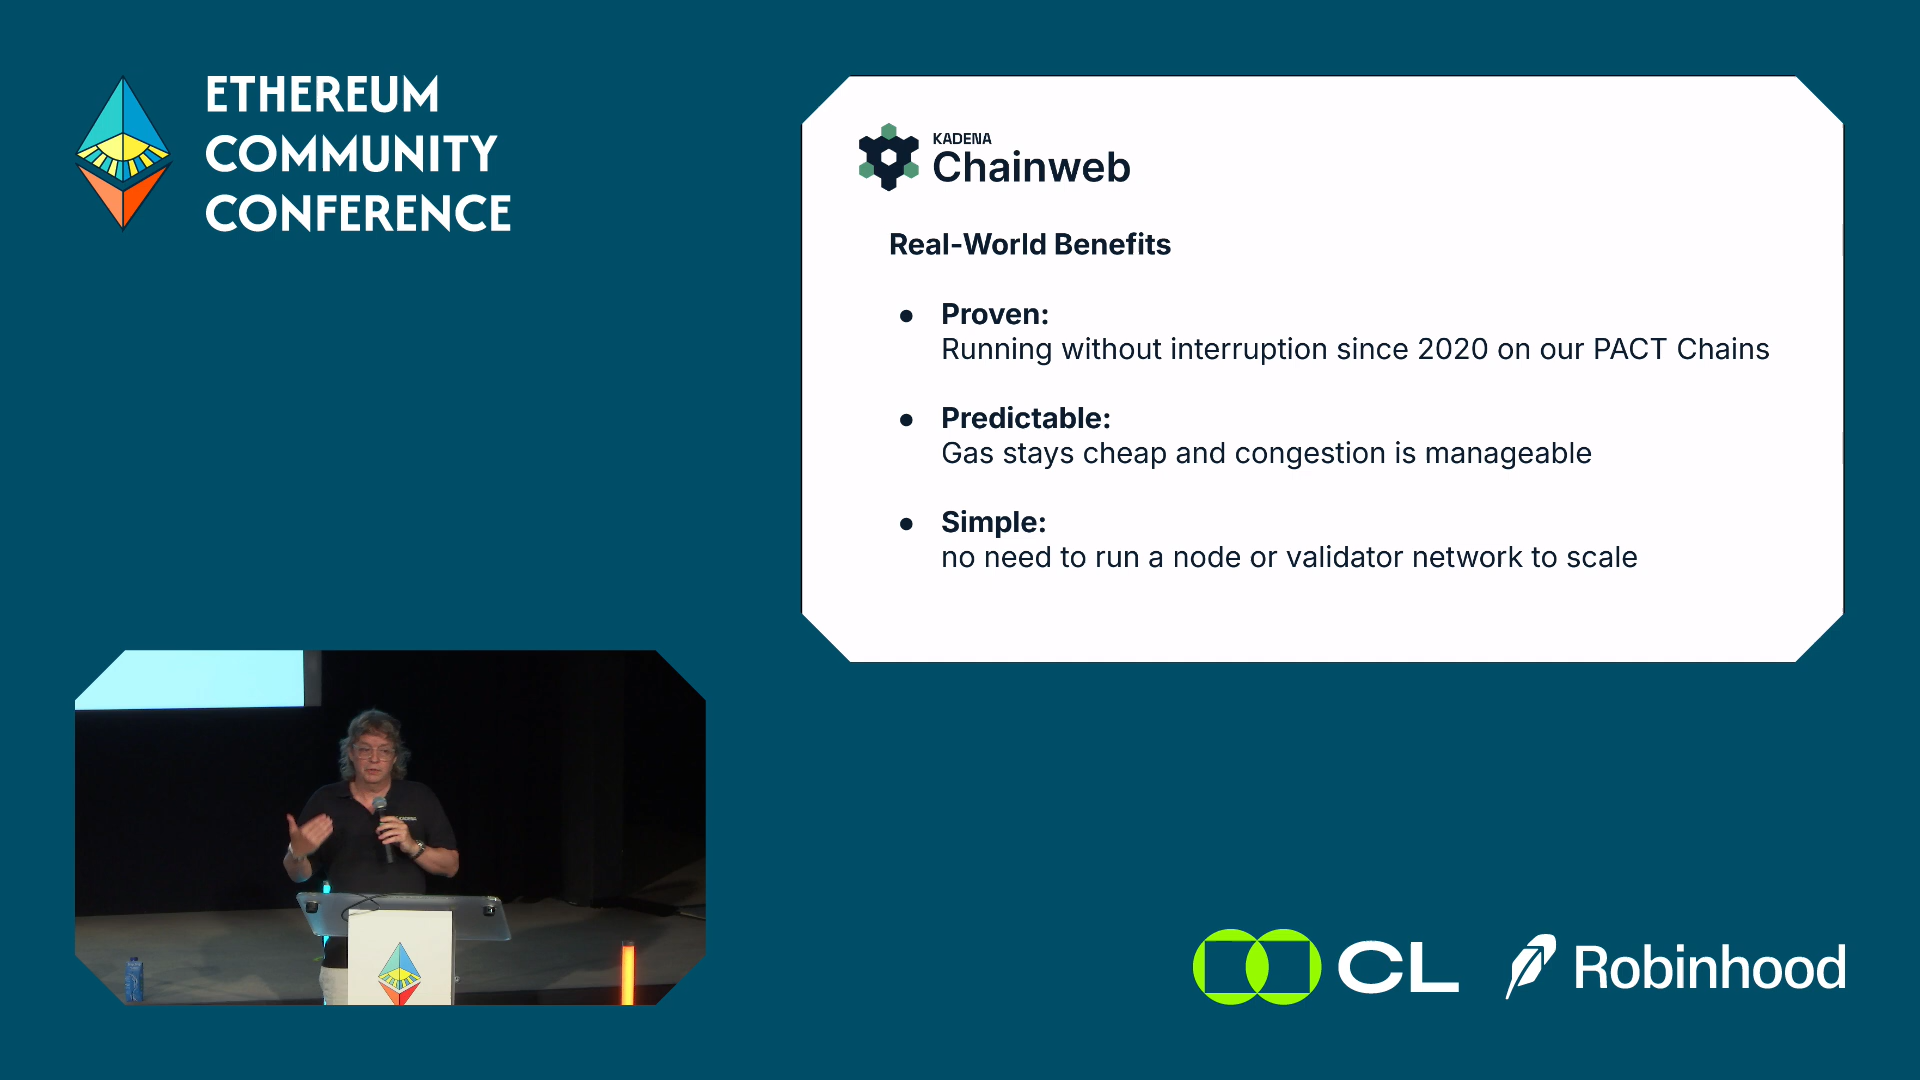 ETHEREUM
COMMUNITY
CONFERENCE
KADENA
Chainweb
Real-World Benefits
● Proven:
Running without interruption since 2020 on our PACT Chains
● Predictable:
Gas stays cheap and congestion is manageable
● Simple:
no need to run a node or validator network to scale
CL
Robinhood